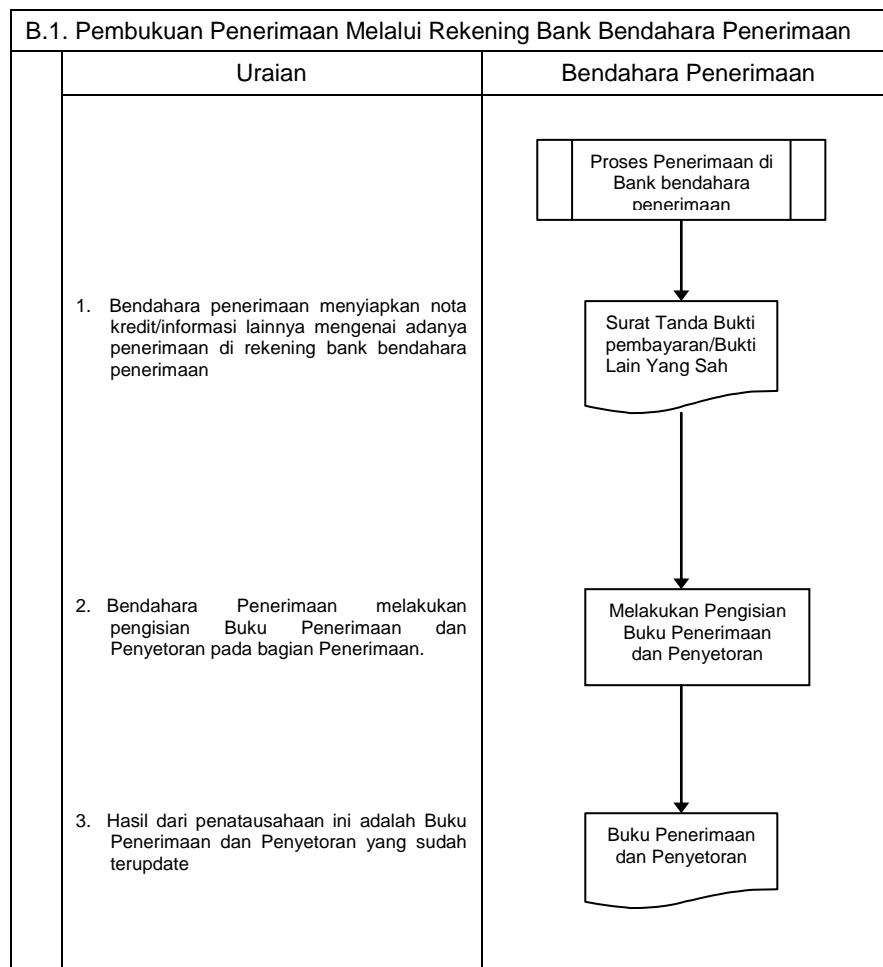 B.1. Pembukuan Penerimaan Melalui Rekening Bank Bendahara Penerimaan
Uraian
Bendahara Penerimaan
Proses Penerimaan di
Bank bendahara
penerimaan
1. Bendahara penerimaan menyiapkan nota
kredit/informasi lainnya mengenai adanya
penerimaan di rekening bank bendahara
penerimaan
Surat Tanda Bukti
pembayaran/Bukti
Lain Yang Sah
2. Bendahara Penerimaan melakukan
pengisian Buku Penerimaan dan
Penyetoran pada bagian Penerimaan.
Melakukan Pengisian
Buku Penerimaan
dan Penyetoran
3. Hasil dari penatausahaan ini adalah Buku
Penerimaan dan Penyetoran yang sudah
terupdate
Buku Penerimaan
dan Penyetoran